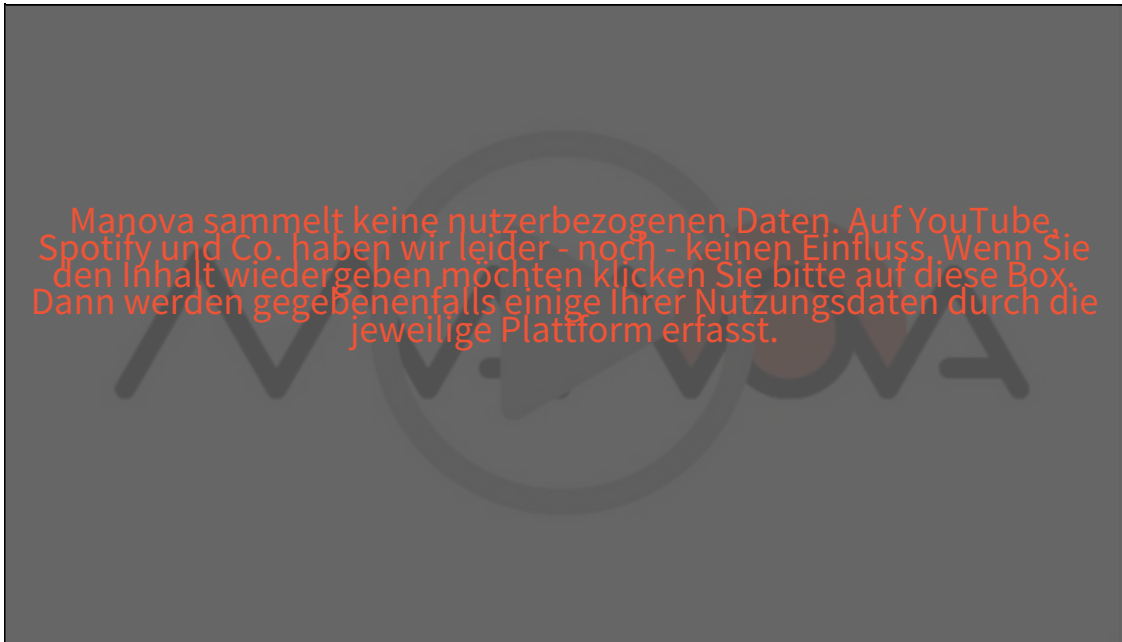 Manova sammelt keine nutzerbezogenen Daten. Auf YouTube,
Spotify und Co. haben wir leider - noch - keinen Einfluss. Wenn Sie
den Inhalt wiedergeben möchten klicken Sie bitte auf diese Box.
Dann werden gegebenenfalls einige Ihrer Nutzungsdaten durch die
jeweilige Plattform erfasst.
MANOVA